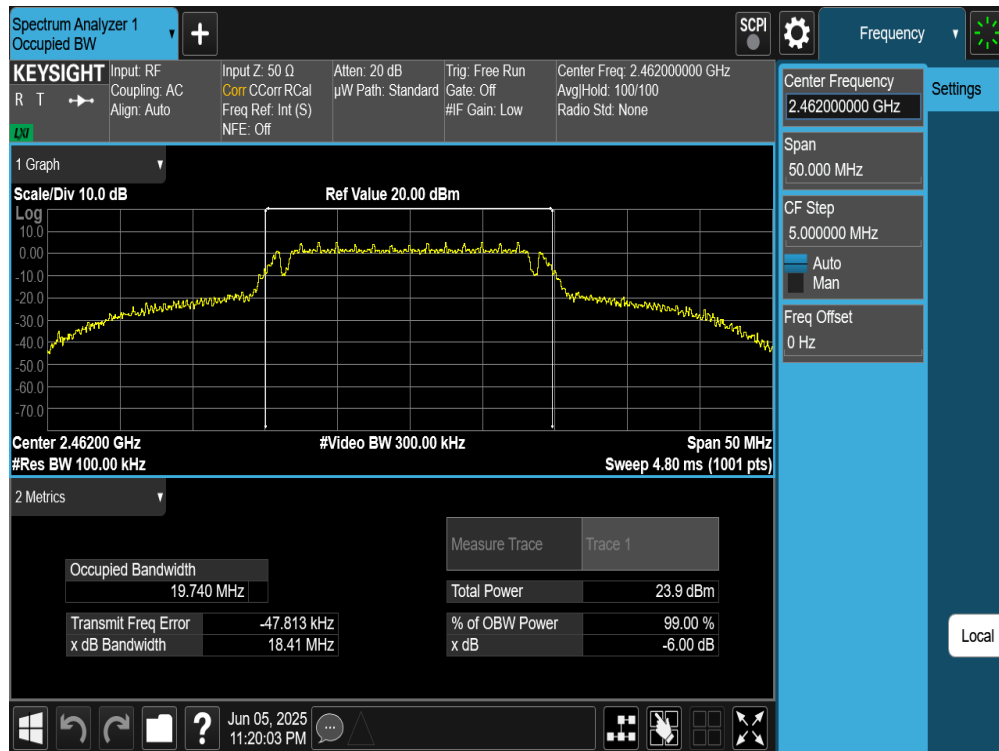 Spectrum Analyzer 1
Occupied BW
+
SCPI
Frequency
KEYSIGHT
R T
LXI
Input: RF
Coupling: AC
Align: Auto
Input Z: 50 Ω
Corr CCorr RCal
Freq Ref: Int (S)
NFE: Off
Atten: 20 dB
µW Path: Standard
Trig: Free Run
Gate: Off
#IF Gain: Low
Center Freq: 2.462000000 GHz
Avg|Hold: 100/100
Radio Std: None
Center Frequency
2.462000000 GHz
Settings
Span
50.000 MHz
CF Step
5.000000 MHz
Auto
Man
Freq Offset
0 Hz
1 Graph
Scale/Div 10.0 dB
Ref Value 20.00 dBm
Log
10.0
0.00
-10.0
-20.0
-30.0
-40.0
-50.0
-60.0
-70.0
Center 2.46200 GHz
#Video BW 300.00 kHz
Span 50 MHz
#Res BW 100.00 kHz
Sweep 4.80 ms (1001 pts)
2 Metrics
Measure Trace
Trace 1
Occupied Bandwidth
19.740 MHz
Total Power
23.9 dBm
Transmit Freq Error
-47.813 kHz
% of OBW Power
99.00 %
x dB Bandwidth
18.41 MHz
x dB
-6.00 dB
Local
?
Jun 05, 2025
11:20:03 PM